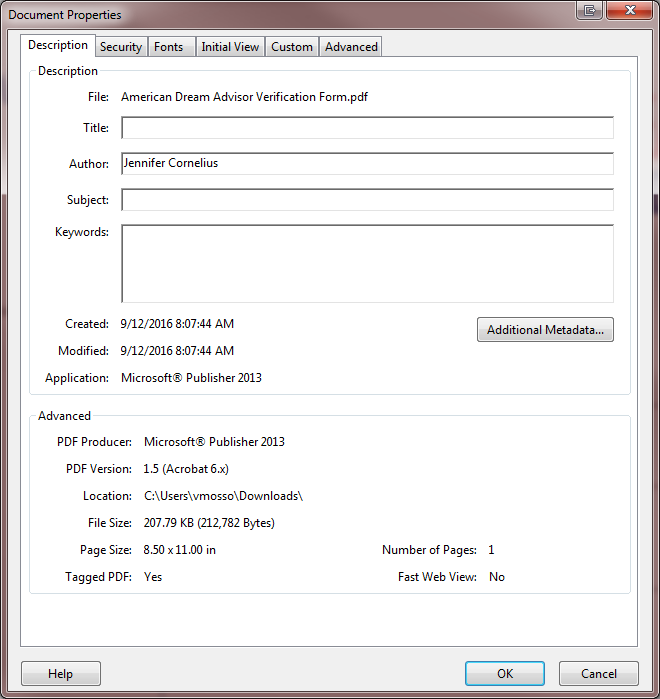 Document Properties
Description Security Fonts Initial View Custom Advanced
Description
File: American Dream Advisor Verification Form.pdf
Title:
Author: Jennifer Cornelius
Subject:
Keywords:
Created: 9/12/2016 8:07:44 AM
Additional Metadata...
Modified: 9/12/2016 8:07:44 AM
Application: Microsoft® Publisher 2013
Advanced
PDF Producer: Microsoft® Publisher 2013
PDF Version: 1.5 (Acrobat 6.x)
Location: C:\Users\vmosso\Downloads\
File Size: 207.79 KB (212,782 Bytes)
Page Size: 8.50 x 11.00 in Number of Pages: 1
Tagged PDF: Yes Fast Web View: No
Help OK Cancel